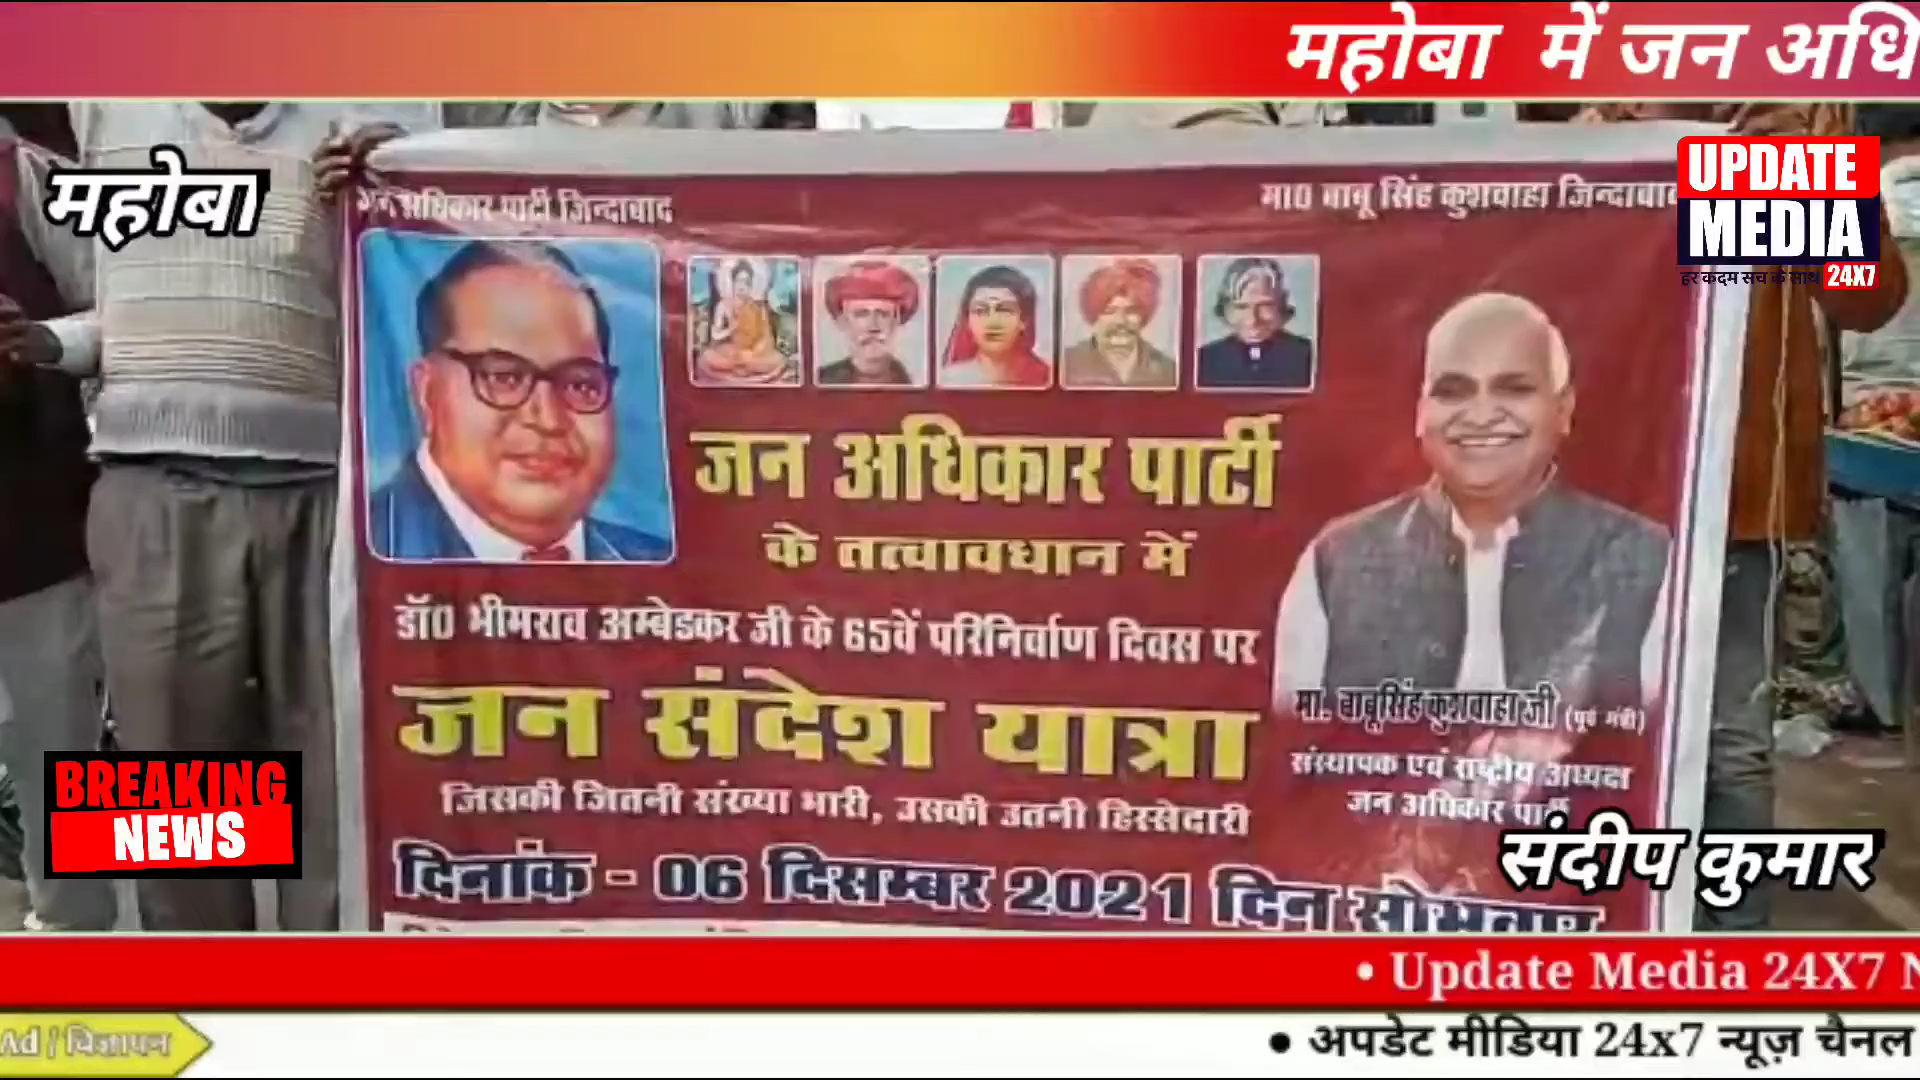 महोबा में जन अधि
महोबा
UPDATE
MEDIA
हर कदम सच के साथ 24X7
अधिकार पार्टी जिन्दाबाद
मा0 बाबू सिंह कुशवाहा जिन्दाबाद
जन अधिकार पार्टी
के तत्वावधान में
डॉ0 भीमराव अम्बेडकर जी के 65वें परिनिर्वाण दिवस पर
जन संदेश यात्रा
जिसकी जितनी संख्या भारी, उसकी उतनी हिस्सेदारी
दिनांक - 06 दिसम्बर 2021 दिन सोमवार
मा. बाबूसिंह कुशवाहा जी (पूर्व मंत्री)
संस्थापक एवं राष्ट्रीय अध्यक्ष
जन अधिकार पार्टी
BREAKING
NEWS
संदीप कुमार
• Update Media 24X7 N
Ad / विज्ञापन
• अपडेट मीडिया 24x7 न्यूज़ चैनल